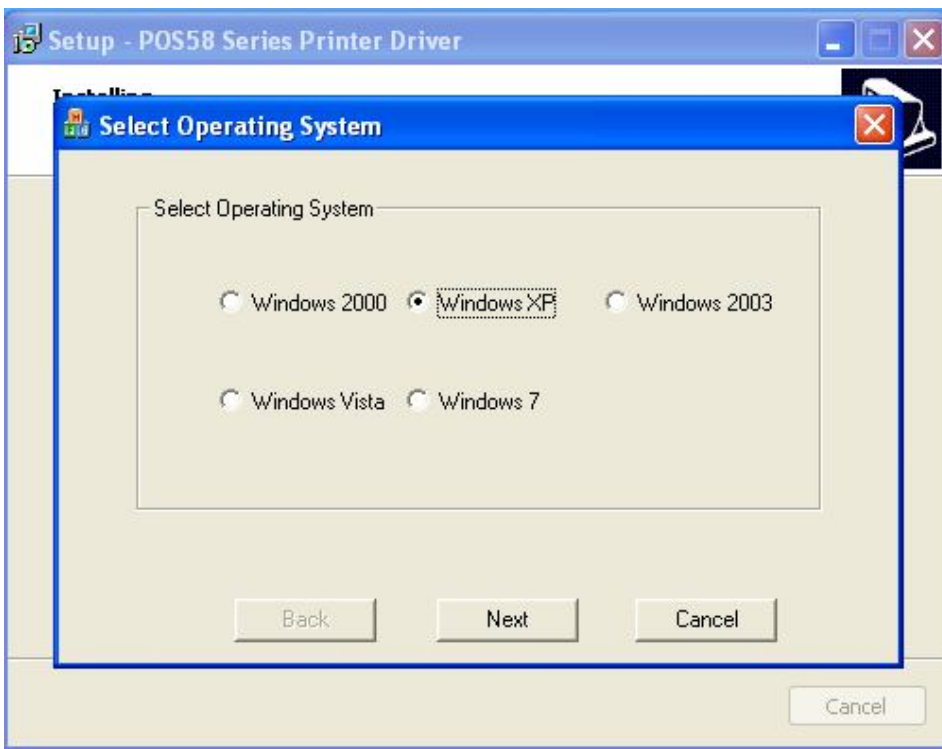 Setup - POS58 Series Printer Driver
Select Operating System
Select Operating System
Windows 2000 Windows XP Windows 2003
Windows Vista Windows 7
Back Next Cancel
Cancel